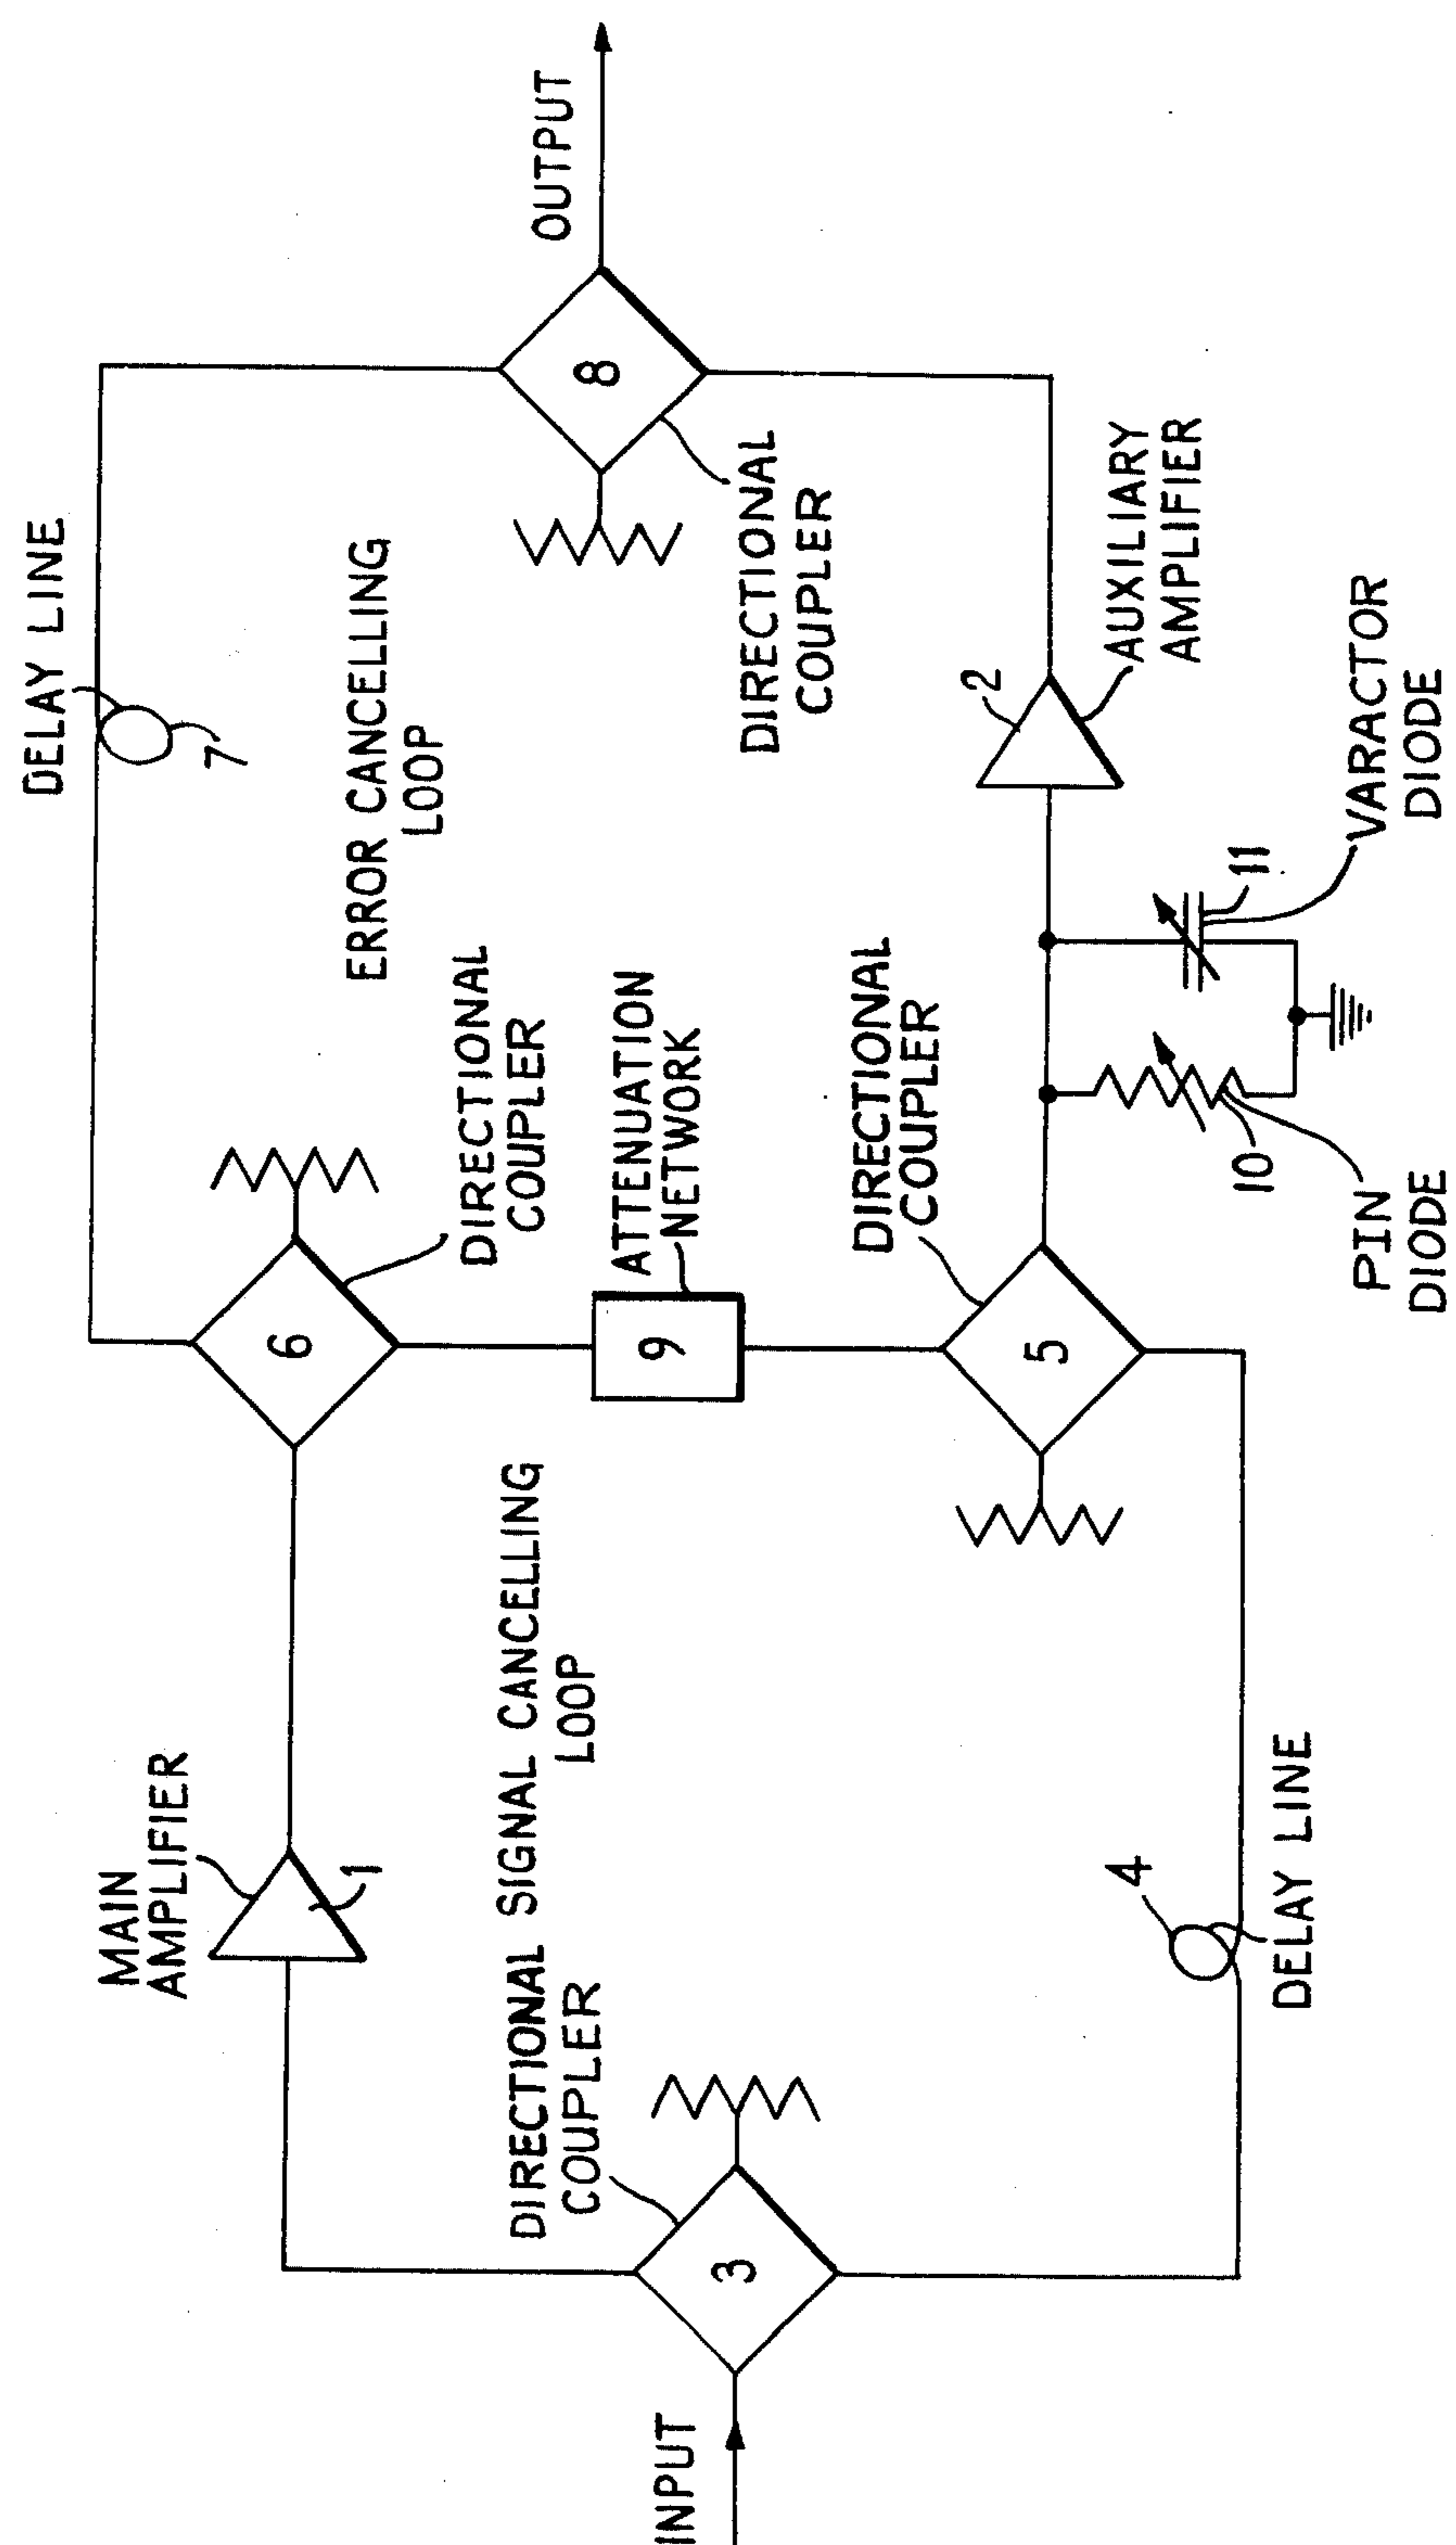 INPUT
3
DIRECTIONAL
COUPLER
MAIN
AMPLIFIER
1
SIGNAL CANCELLING
LOOP
4
DELAY LINE
6
DIRECTIONAL
COUPLER
ATTENUATION
NETWORK
9
5
DIRECTIONAL
COUPLER
DELAY LINE
7
ERROR CANCELLING
LOOP
10
PIN
DIODE
11
VARACTOR
DIODE
2
AUXILIARY
AMPLIFIER
8
DIRECTIONAL
COUPLER
OUTPUT